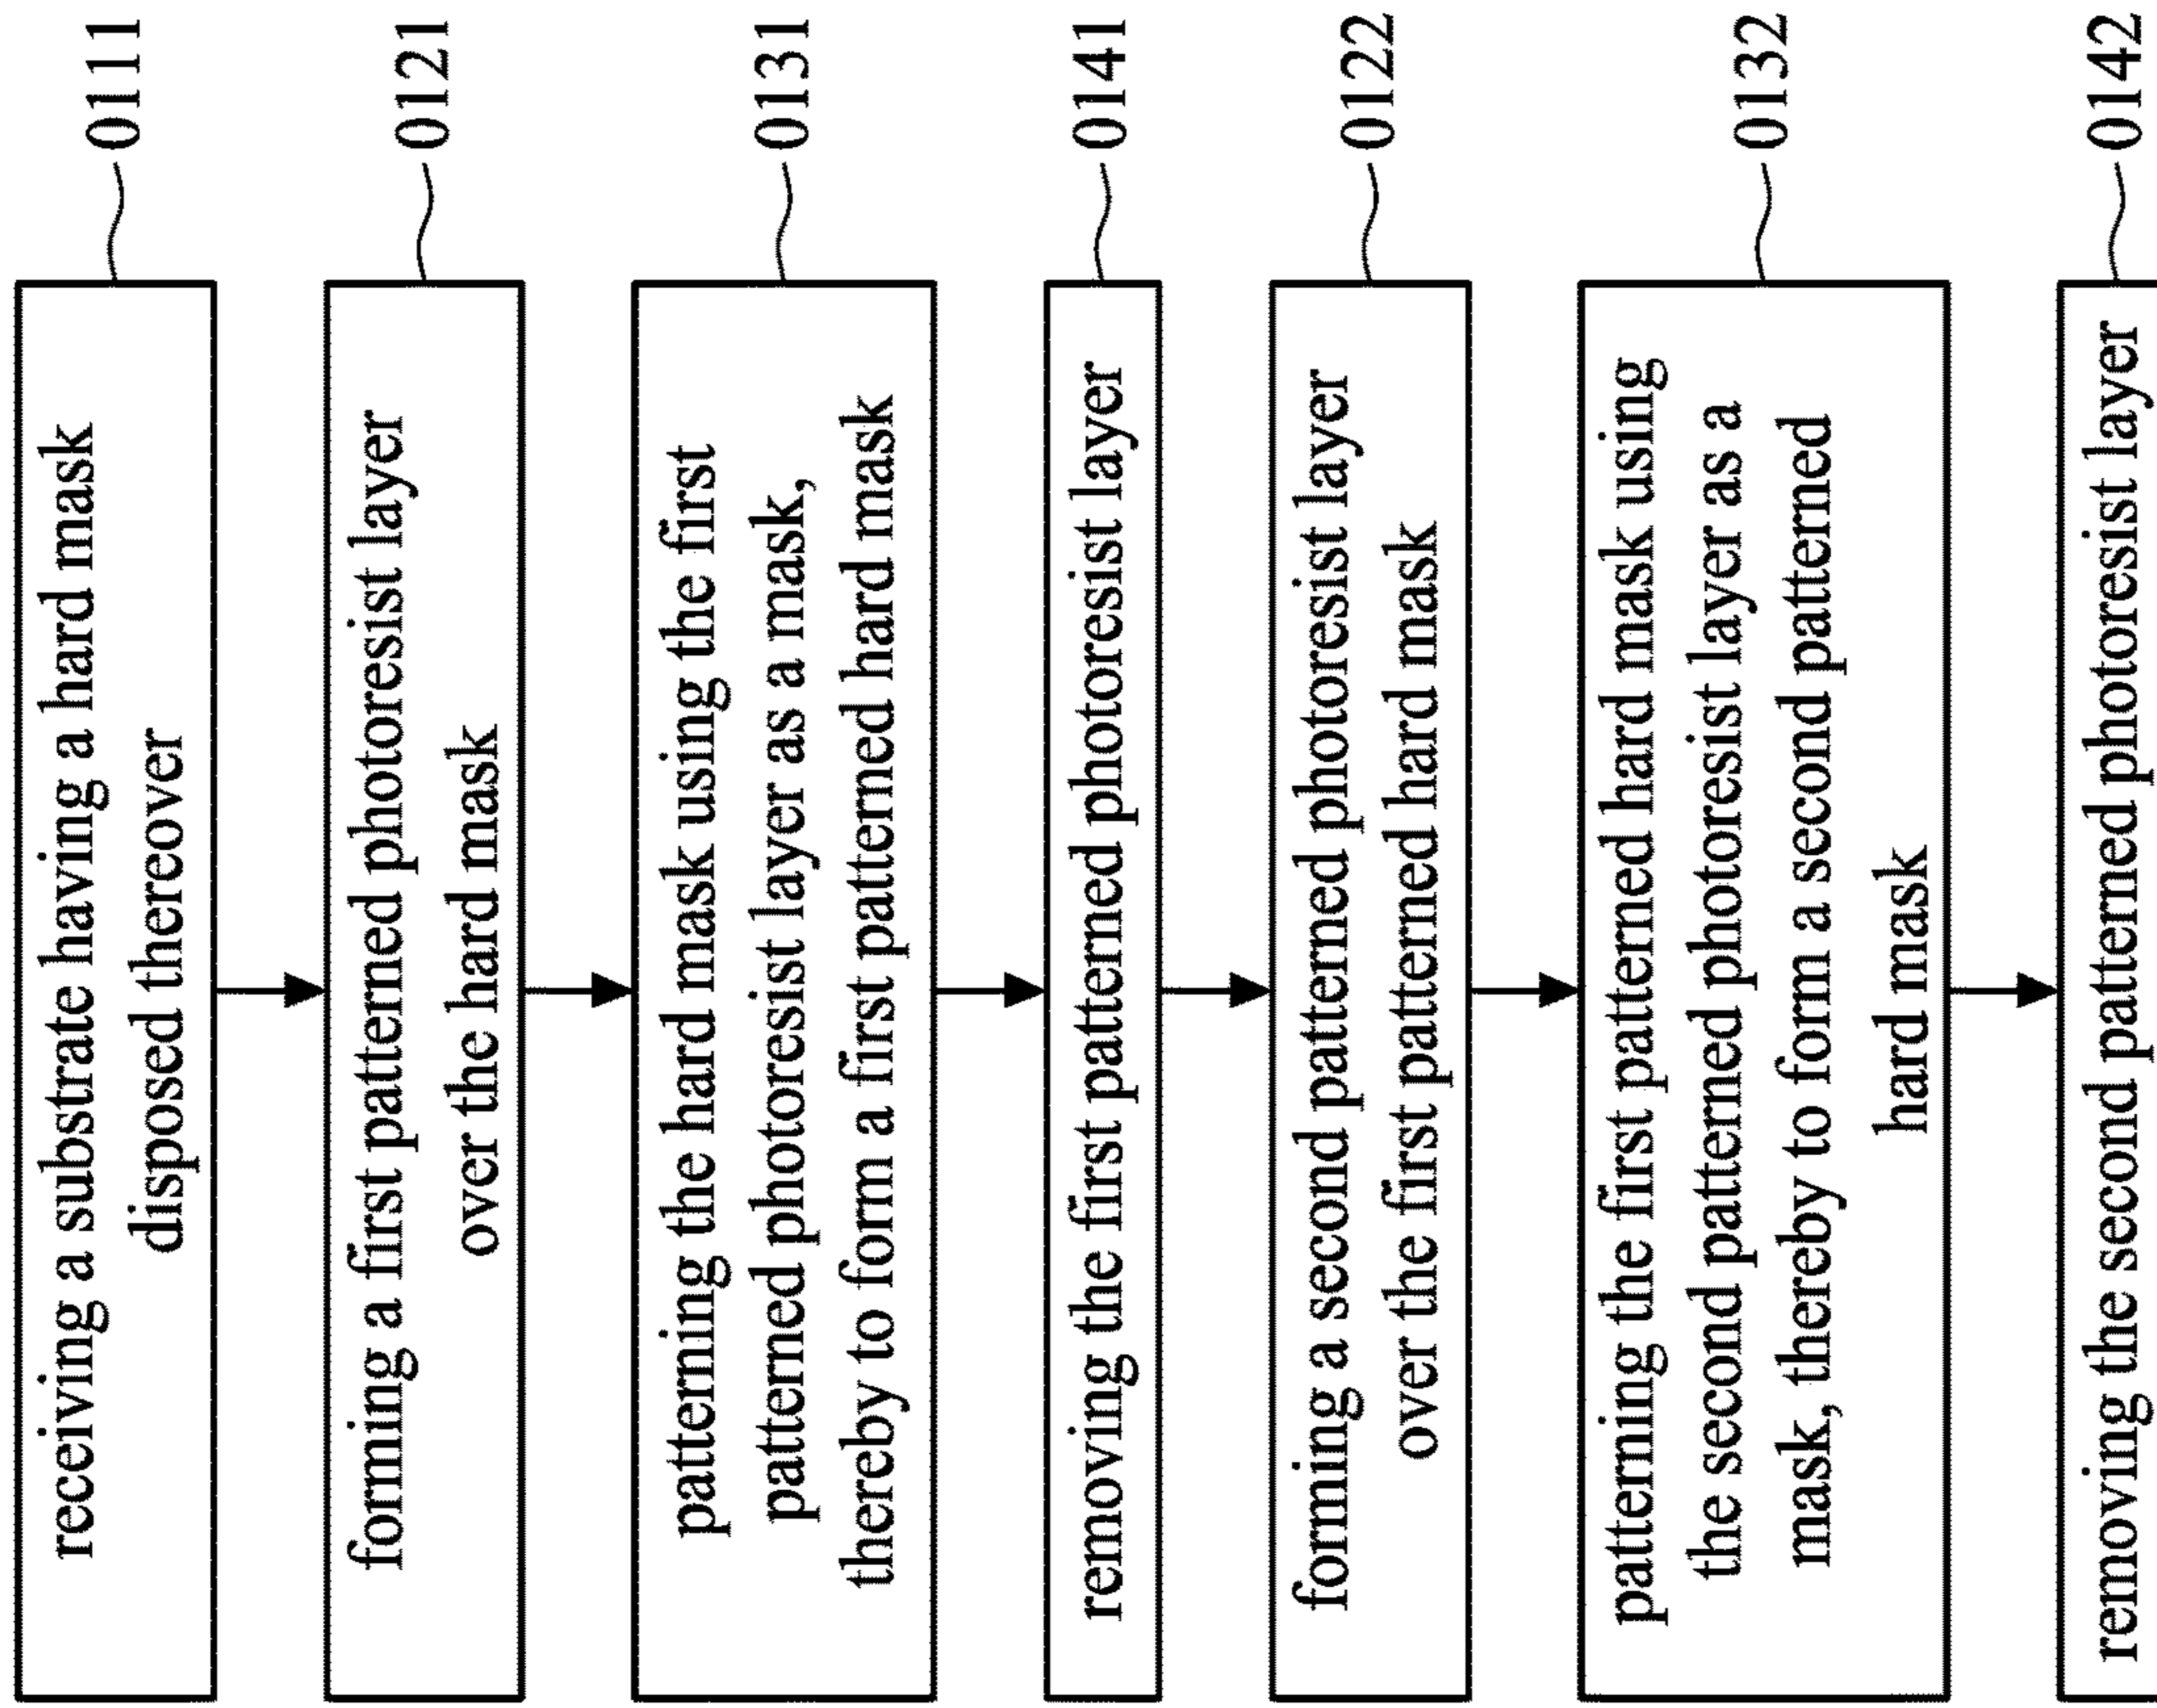 receiving a substrate having a hard mask
disposed thereover
0111
forming a first patterned photoresist layer
over the hard mask
0121
patterning the hard mask using the first
patterned photoresist layer as a mask,
thereby to form a first patterned hard mask
0131
removing the first patterned photoresist layer
0141
forming a second patterned photoresist layer
over the first patterned hard mask
0122
patterning the first patterned hard mask using
the second patterned photoresist layer as a
mask, thereby to form a second patterned
hard mask
0132
removing the second patterned photoresist layer
0142